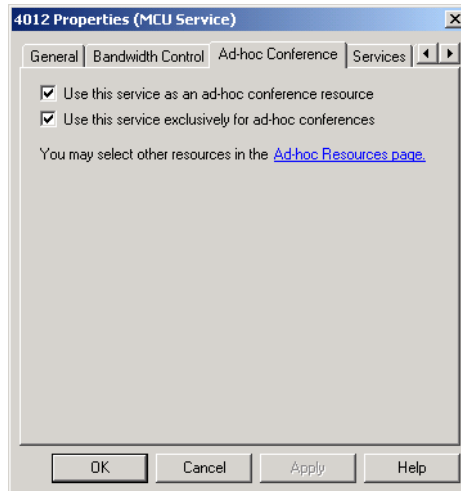 4012 Properties (MCU Service)
General Bandwidth Control Ad-hoc Conference Services
Use this service as an ad-hoc conference resource
Use this service exclusively for ad-hoc conferences
You may select other resources in the Ad-hoc Resources page.
OK Cancel Apply Help